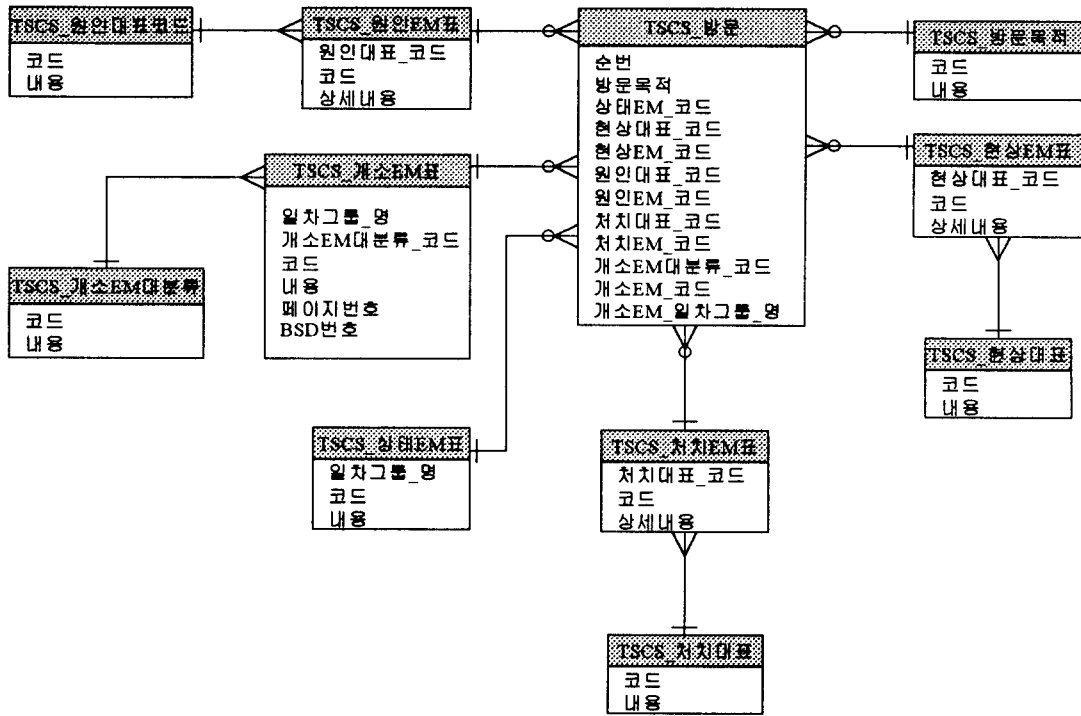 TSCS_원인대표코드
코드
내용
TSCS_원인EM표
원인대표_코드
코드
상세내용
TSCS_방문
순번
방문목적
상태EM_코드
현상대표_코드
현상EM_코드
원인대표_코드
원인EM_코드
처치대표_코드
처치EM_코드
개소EM대분류_코드
개소EM_코드
개소EM_일차그룹_명
TSCS_방문목적
코드
내용
TSCS_현상EM표
현상대표_코드
코드
상세내용
TSCS_개소EM표
일차그룹_명
개소EM대분류_코드
코드
내용
페이지번호
BSD번호
TSCS_개소EM대분류
코드
내용
TSCS_현상대표
코드
내용
TSCS_상태EM표
일차그룹_명
코드
내용
TSCS_처치EM표
처치대표_코드
코드
상세내용
TSCS_처치대표
코드
내용